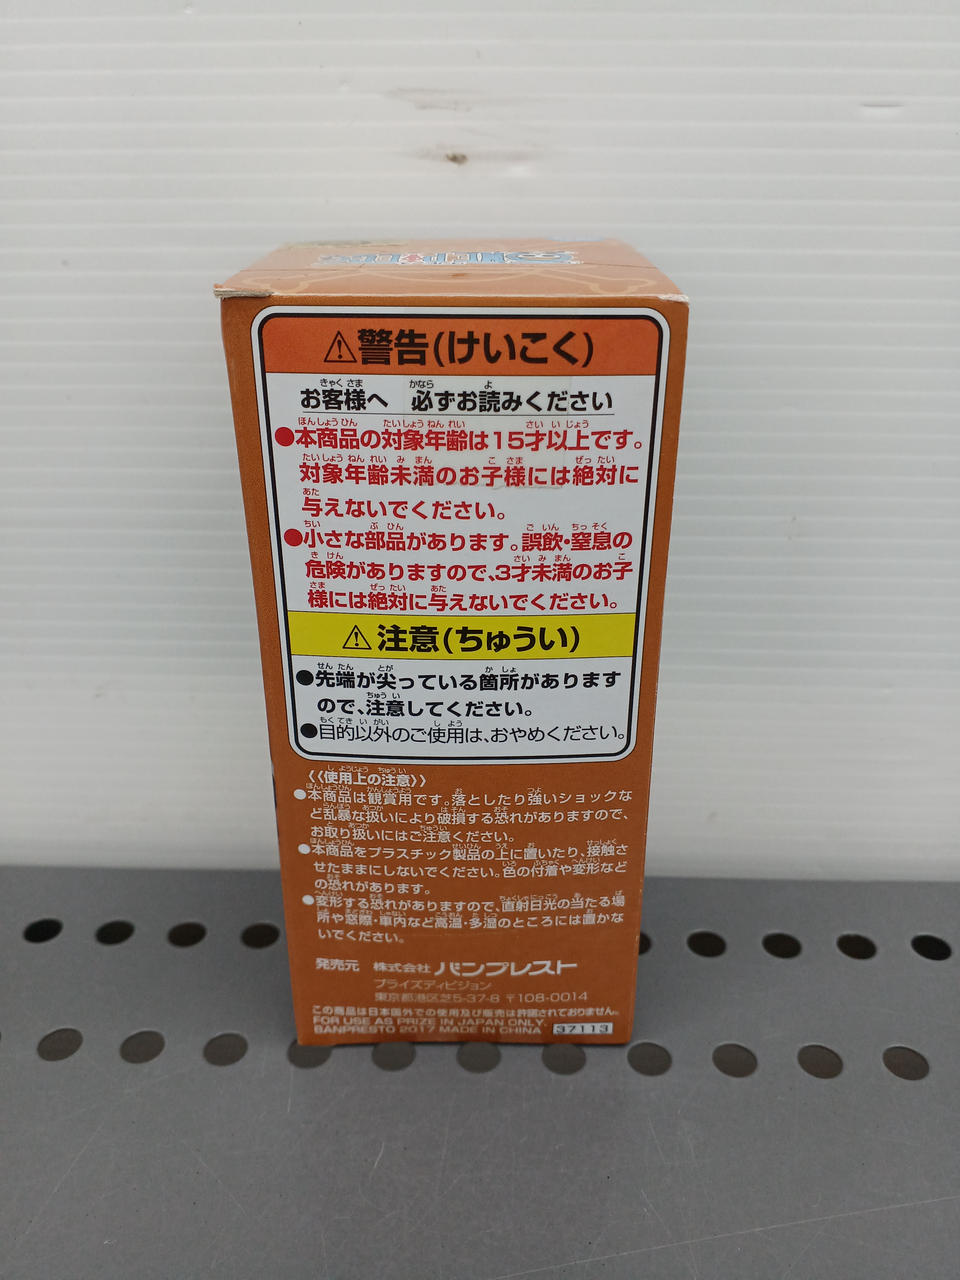 ⚠警告(けいこく)
お客様へ 必ずお読みください
●本商品の対象年齢は15才以上です。
対象年齢未満のお子様には絶対に
与えないでください。
●小さな部品があります。誤飲・窒息の
危険がありますので、3才未満のお子
様には絶対に与えないでください。
⚠注意(ちゅうい)
●先端が尖っている箇所があります
ので、注意してください。
●目的以外のご使用は、おやめください。
《使用上の注意》
●本商品は観賞用です。落としたり強いショックな
ど乱暴な扱いにより破損する恐れがありますので、
お取り扱いにはご注意ください。
●本商品をプラスチック製品の上に置いたり、接触さ
せたままにしないでください。色の付着や変形など
の恐れがあります。
●変形する恐れがありますので、直射日光の当たる場
所や窓際・車内など高温・多湿のところには置かな
いでください。
発売元 株式会社 バンプレスト
プライズディビジョン
東京都港区芝5-37-8 〒108-0014
この商品は日本国外での使用及び販売は許諾されておりません。
FOR USE AS PRIZE IN JAPAN ONLY.
BANPRESTO 2017 MADE IN CHINA 37113